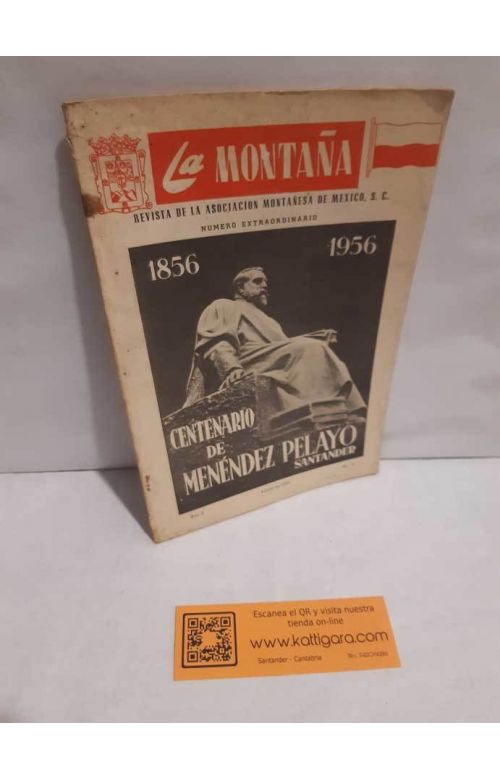 La MONTAÑA
REVISTA DE LA ASOCIACION MONTAÑESA DE MEXICO, S. C.
NUMERO EXTRAORDINARIO
1856 1956
CENTENARIO
DE
MENÉNDEZ PELAYO
SANTANDER
Escanea el QR y visita nuestra
tienda on-line
www.kattigara.com
Santander - Cantabria